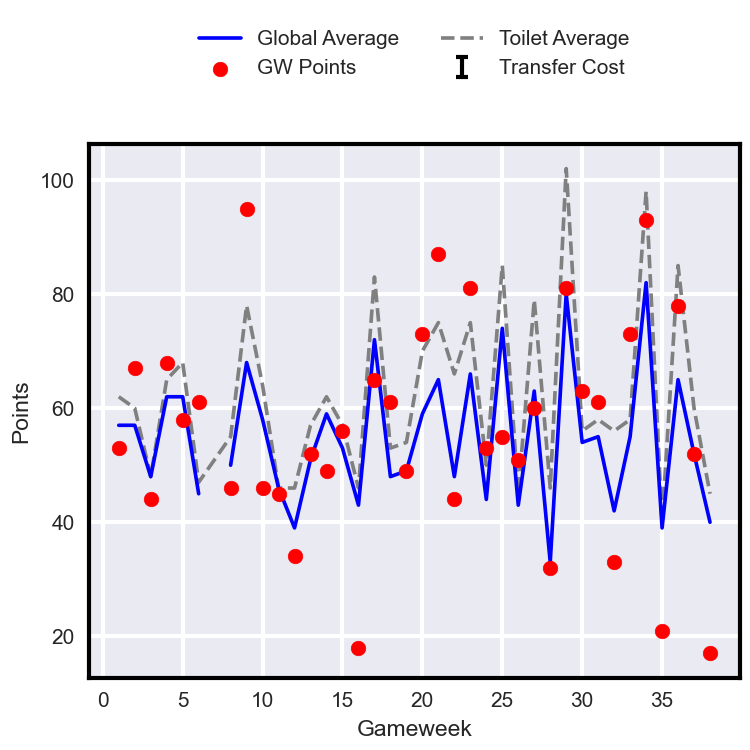 Global Average
Toilet Average
GW Points
Transfer Cost
100
80
60
40
20
Points
0
5
10
15
20
25
30
35
Gameweek